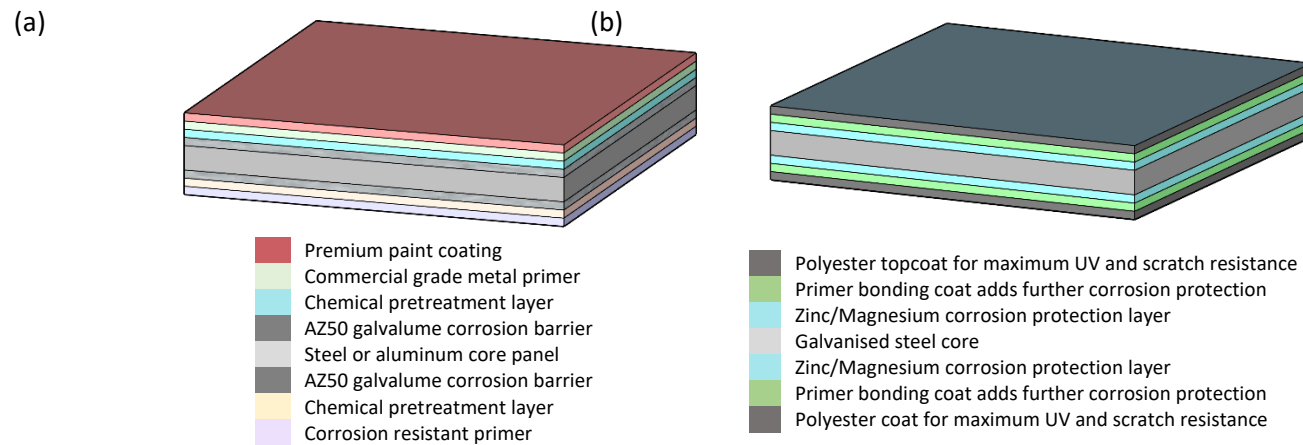 (a)
Premium paint coating
Commercial grade metal primer
Chemical pretreatment layer
AZ50 galvalume corrosion barrier
Steel or aluminum core panel
AZ50 galvalume corrosion barrier
Chemical pretreatment layer
Corrosion resistant primer
(b)
Polyester topcoat for maximum UV and scratch resistance
Primer bonding coat adds further corrosion protection
Zinc/Magnesium corrosion protection layer
Galvanised steel core
Zinc/Magnesium corrosion protection layer
Primer bonding coat adds further corrosion protection
Polyester coat for maximum UV and scratch resistance